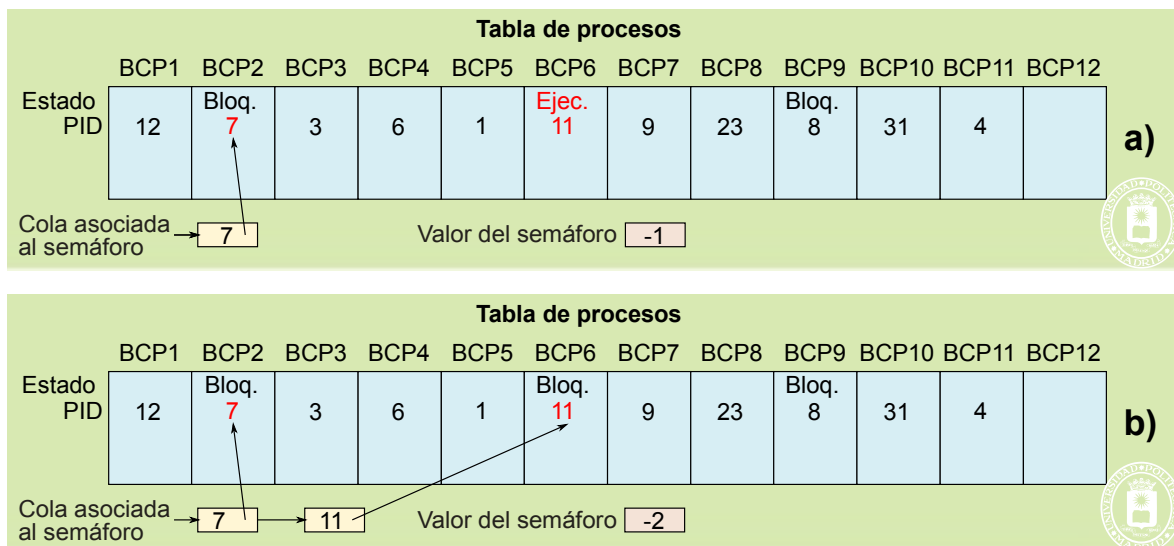 Tabla de procesos
BCP1 BCP2 BCP3 BCP4 BCP5 BCP6 BCP7 BCP8 BCP9 BCP10 BCP11 BCP12
Estado Bloq. Ejec. Bloq.
PID 12 7 3 6 1 11 9 23 8 31 4
a)
Cola asociada
al semáforo 7 Valor del semáforo -1
Tabla de procesos
BCP1 BCP2 BCP3 BCP4 BCP5 BCP6 BCP7 BCP8 BCP9 BCP10 BCP11 BCP12
Estado Bloq. Bloq. Bloq.
PID 12 7 3 6 1 11 9 23 8 31 4
b)
Cola asociada
al semáforo 7 11 Valor del semáforo -2